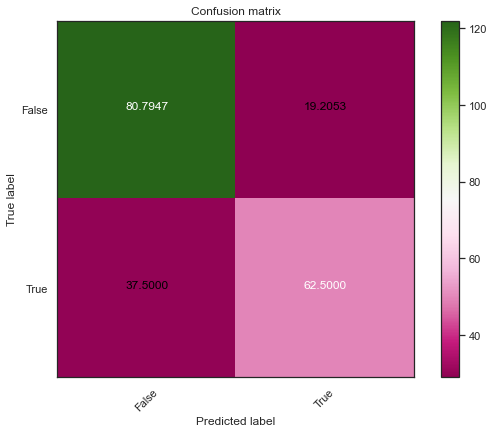 Confusion matrix
True label
False
True
80.7947
19.2053
37.5000
62.5000
False
True
Predicted label
120
100
80
60
40